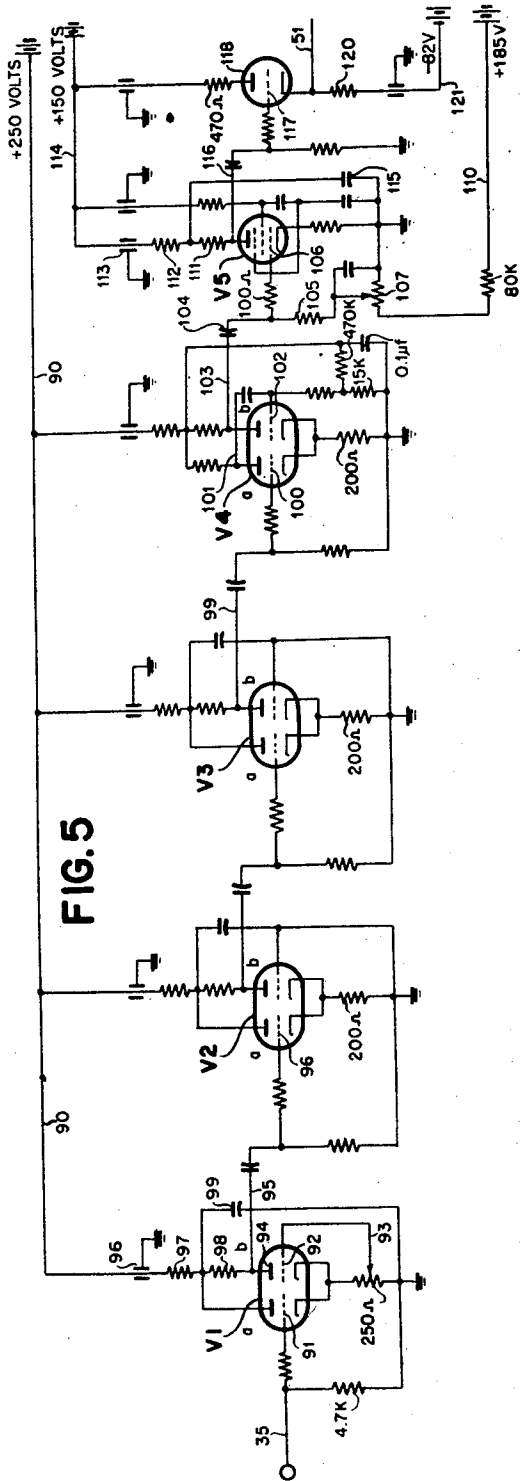 +250 VOLTS
+150 VOLTS
114
118
90
90
FIG. 5
113
470Ω
117
116
112
111
V5
106
100Ω
104
105
115
107
51
120
-82V
121
+185V
110
80K
103
102
470K
15K
0.1μf
101
a
b
V4
100
200Ω
99
V3
a
b
200Ω
V2
a
b
96
200Ω
96
97
98
99
95
V1
a
b
94
92
93
91
250Ω
4.7K
35